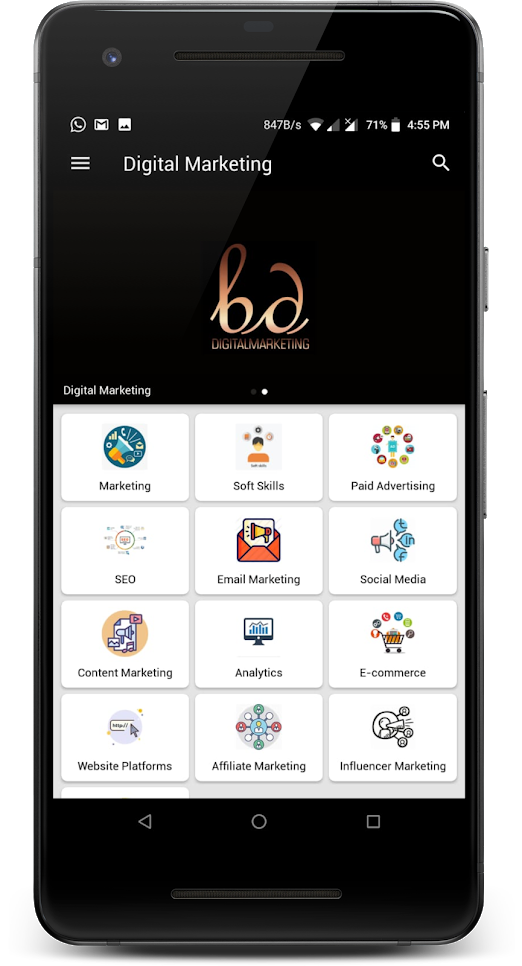 847B/s 71% 4:55 PM
Digital Marketing
bd
DIGITALMARKETING
Digital Marketing
Marketing Soft Skills Paid Advertising
SEO Email Marketing Social Media
Content Marketing Analytics E-commerce
http://
Website Platforms Affiliate Marketing Influencer Marketing